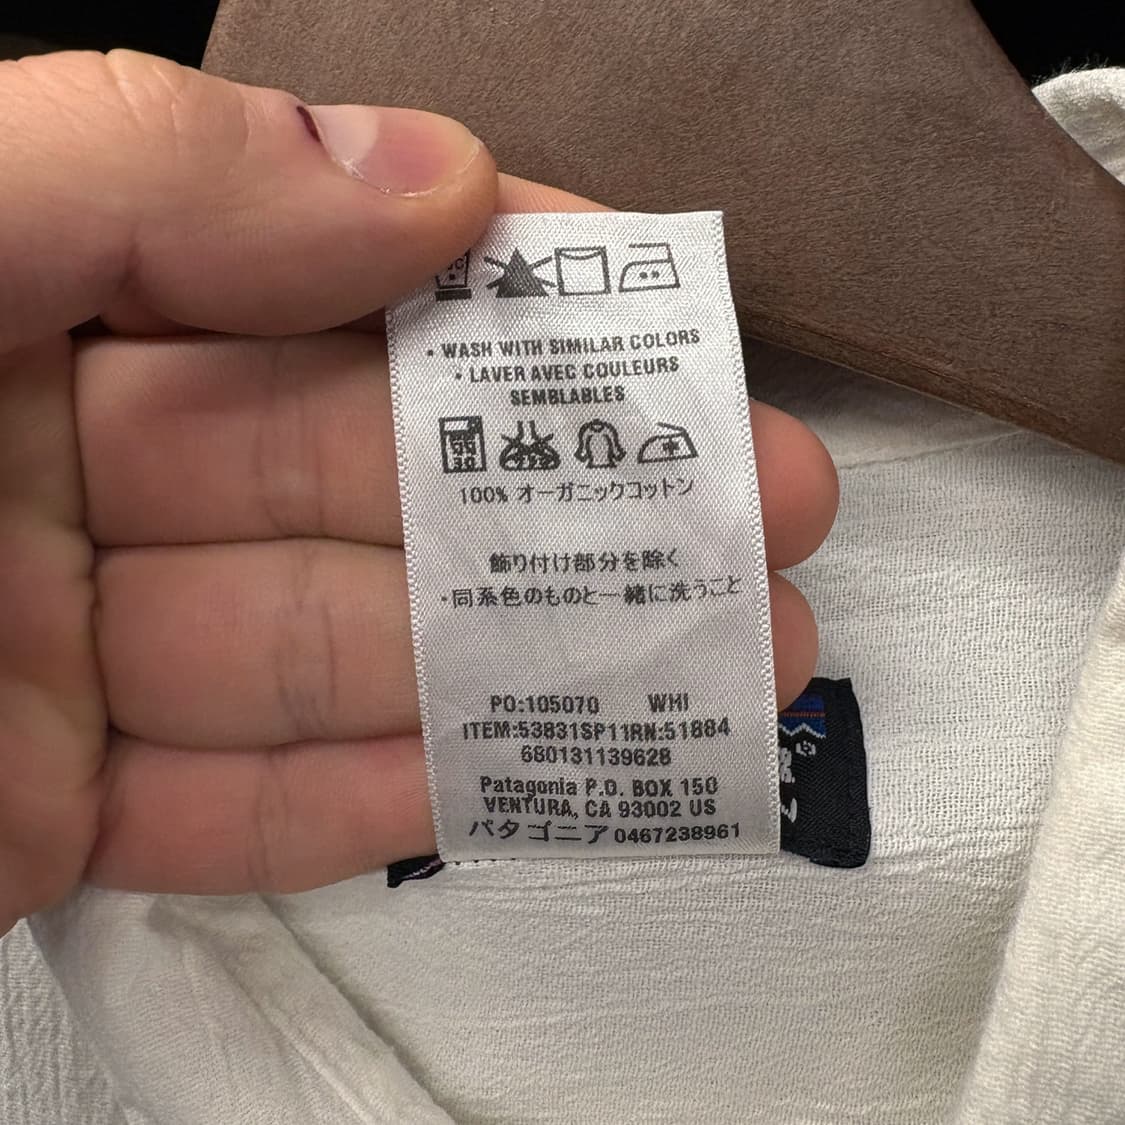 • WASH WITH SIMILAR COLORS
• LAVER AVEC COULEURS
SEMBLABLES
100% オーガニックコットン
飾り付け部分を除く
・同系色のものと一緒に洗うこと
PO:105070 WHI
ITEM:53831SP11RN:51884
680131139628
Patagonia P.O. BOX 150
VENTURA, CA 93002 US
パタゴニア 0467238961